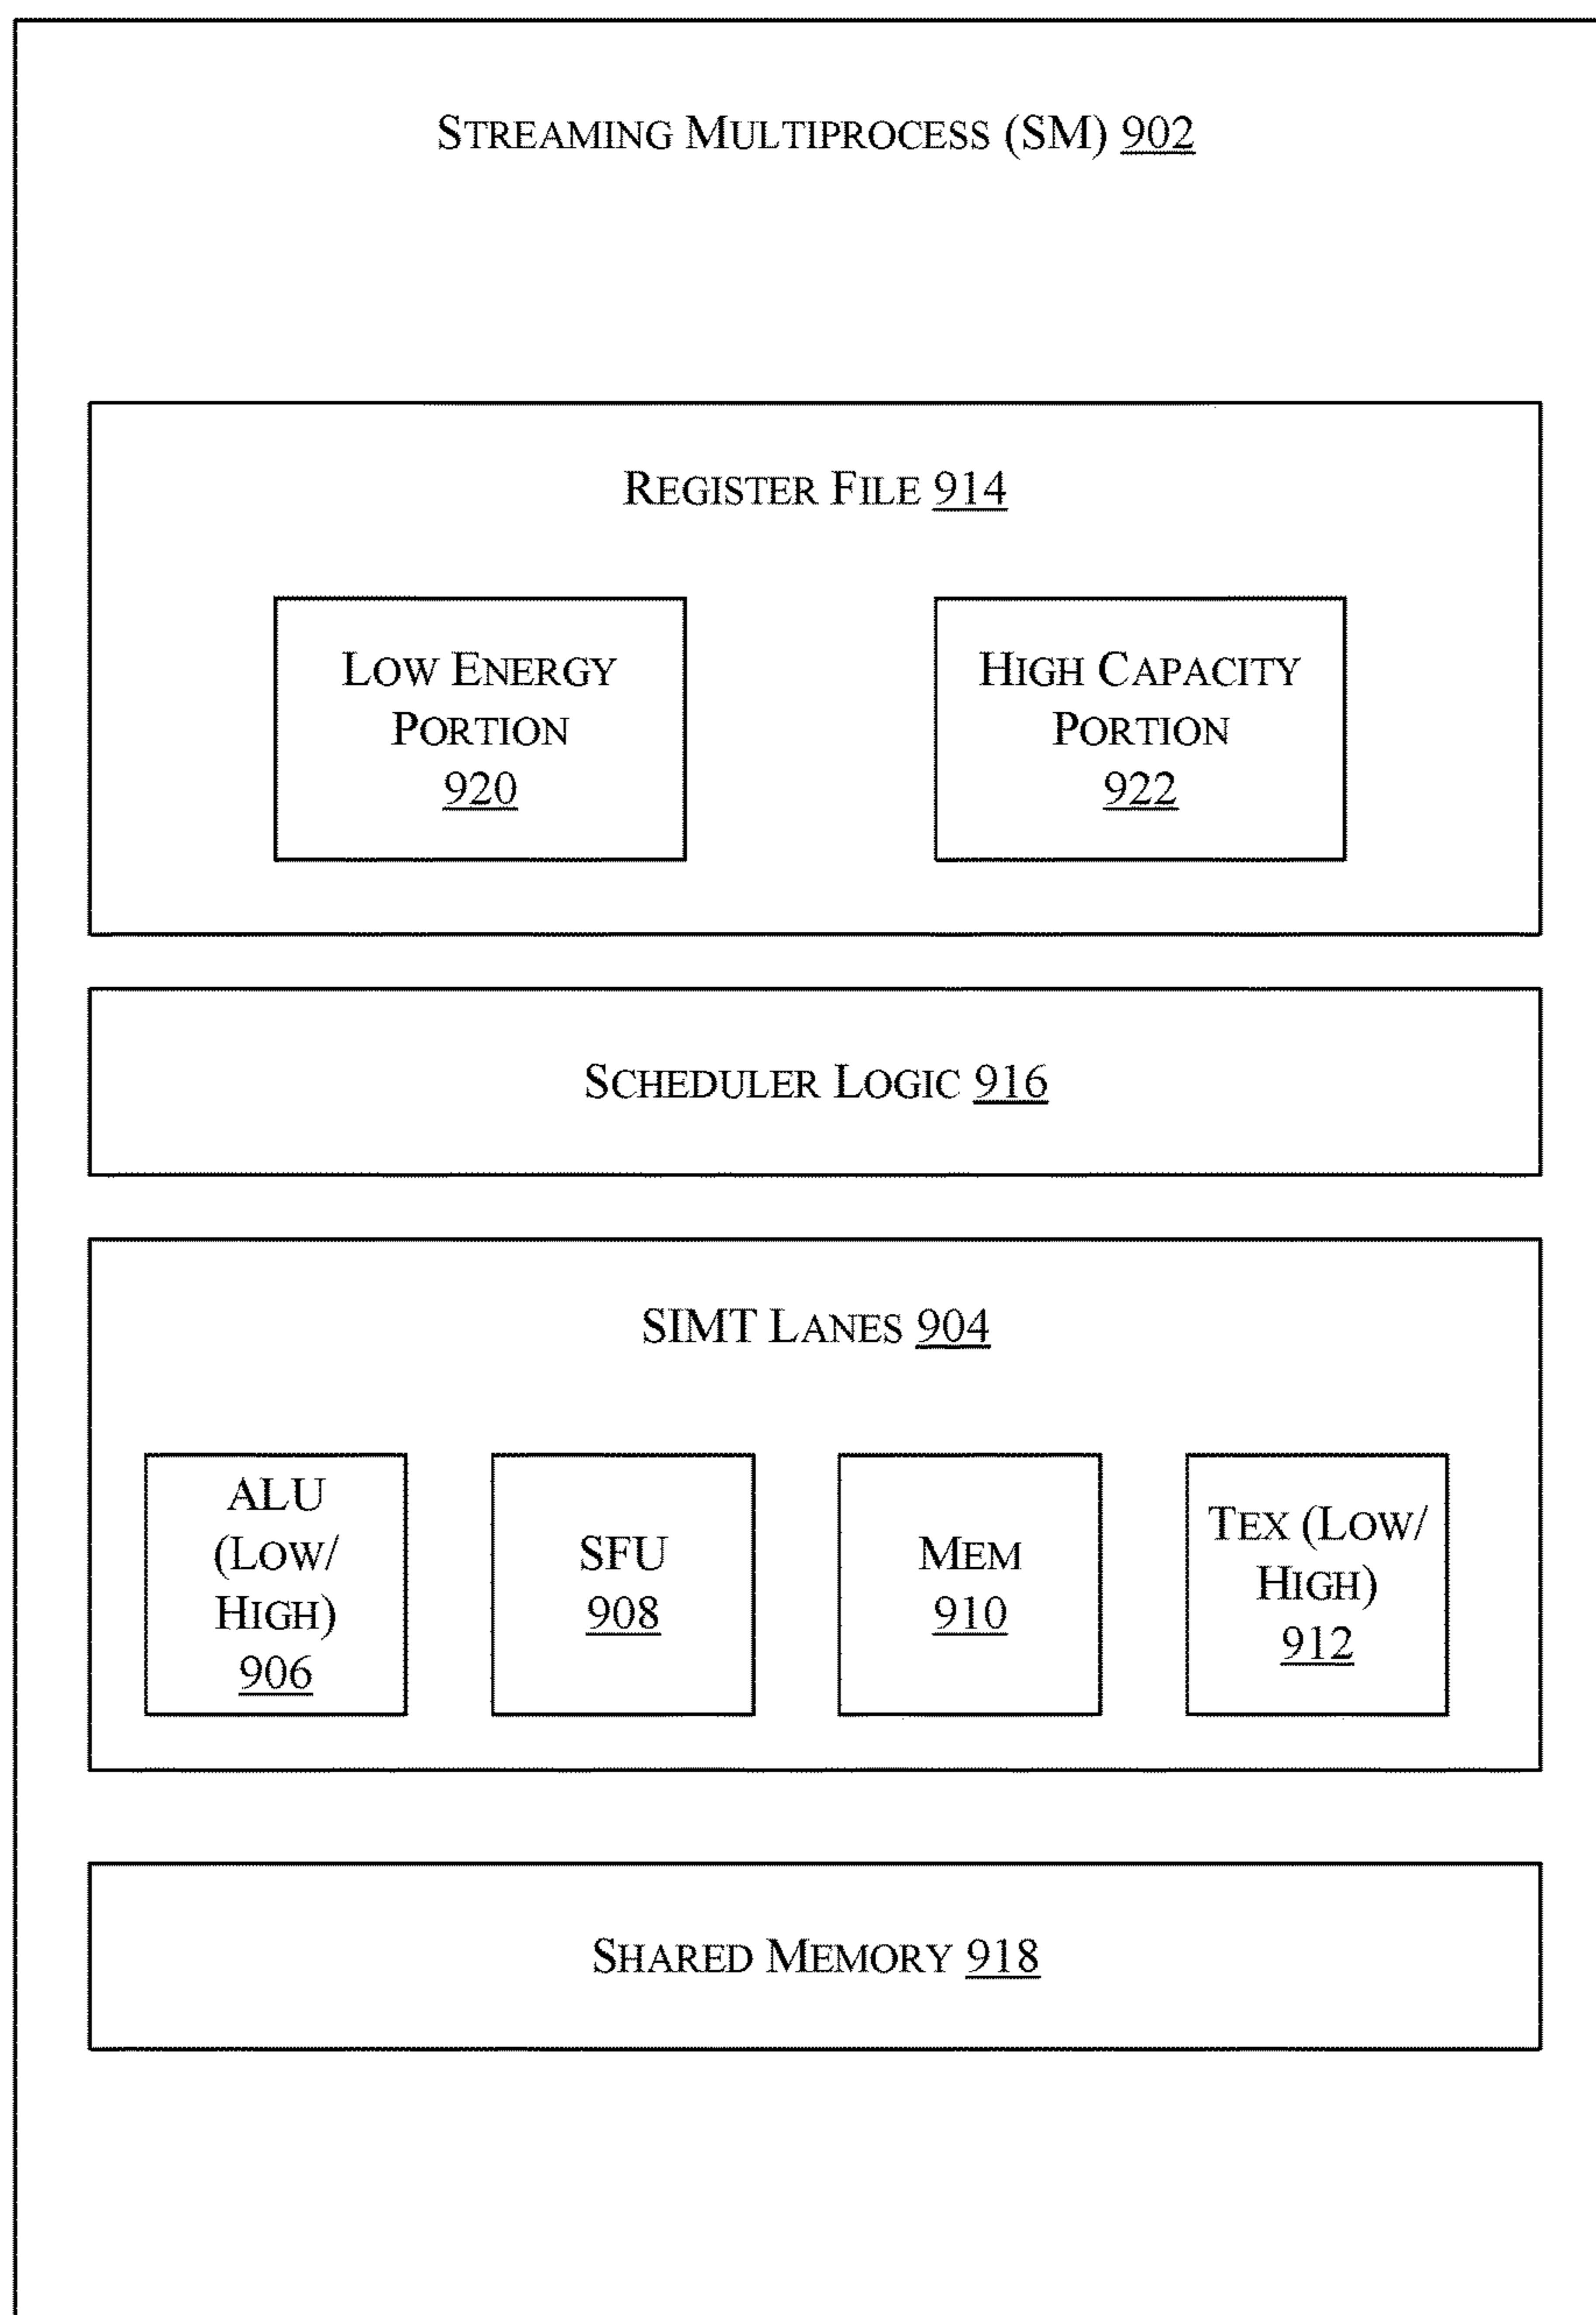 STREAMING MULTIPROCESS (SM) 902
REGISTER FILE 914
LOW ENERGY
PORTION
920
HIGH CAPACITY
PORTION
922
SCHEDULER LOGIC 916
SIMT LANES 904
ALU
(LOW/
HIGH)
906
SFU
908
MEM
910
TEX (LOW/
HIGH)
912
SHARED MEMORY 918